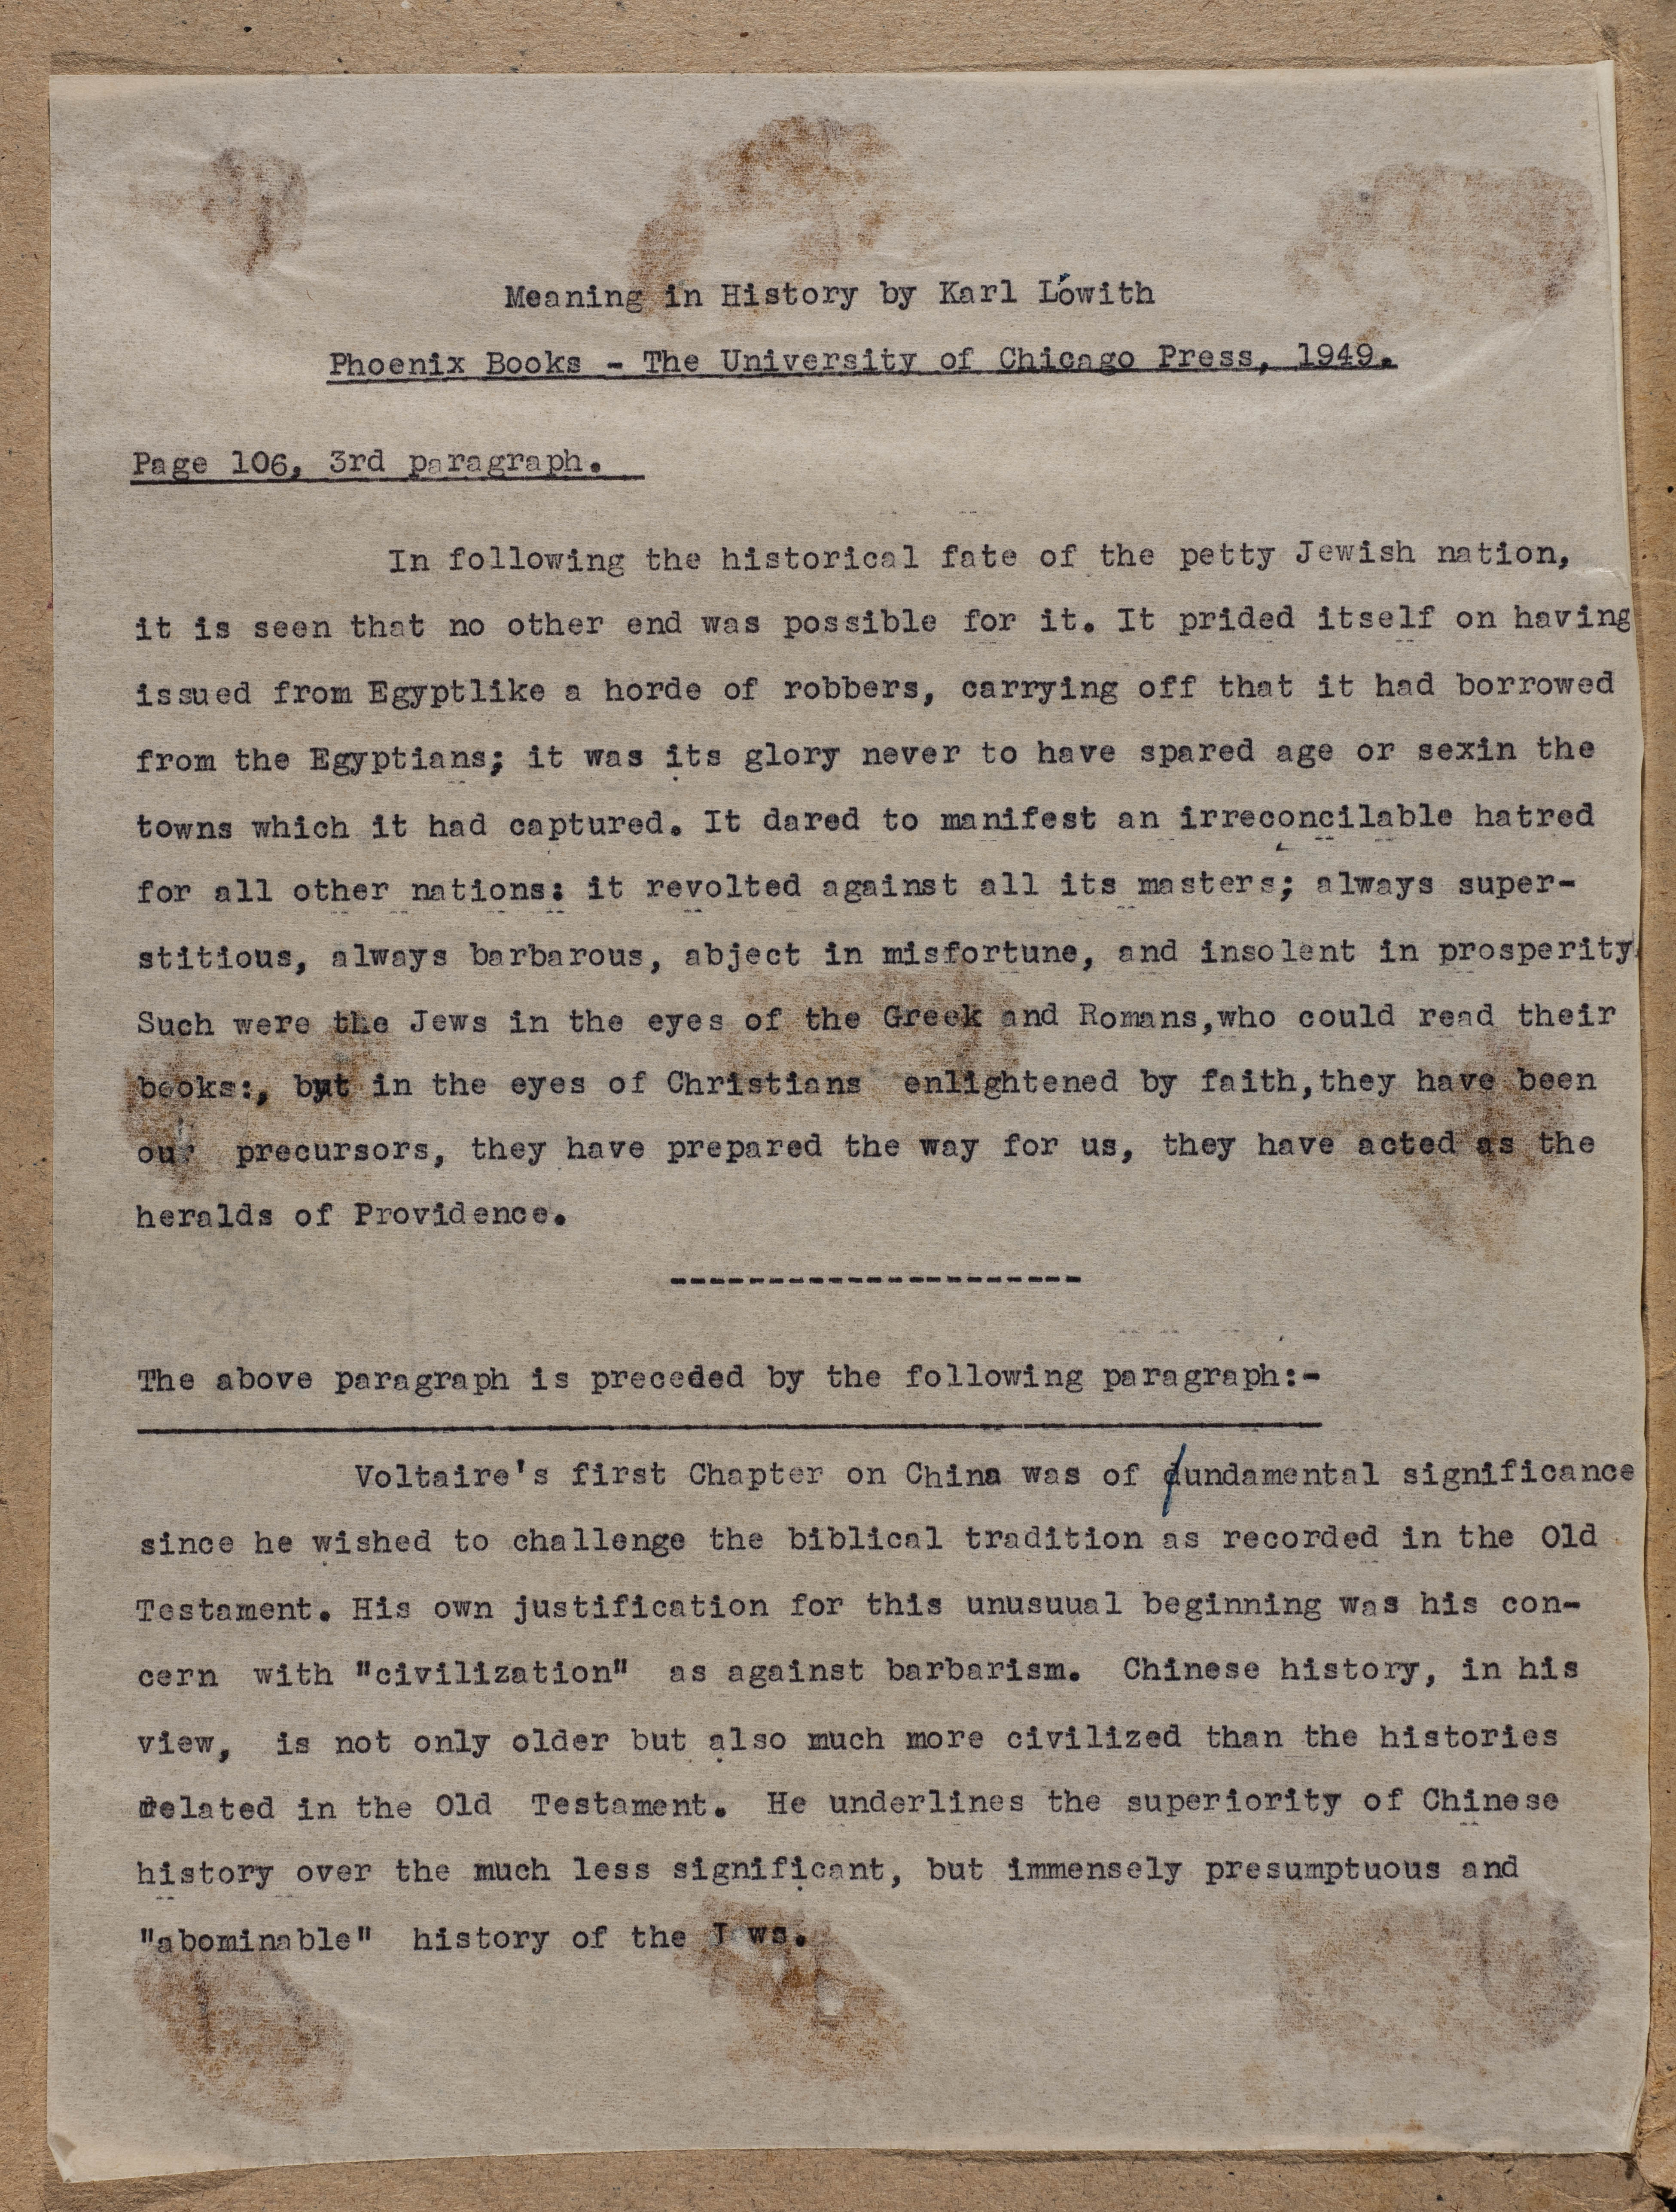 Meaning in History by Karl Lówith
Phoenix Books - The University of Chicago Press, 1949.
Page 106, 3rd paragraph.
In following the historical fate of the petty Jewish nation,
it is seen that no other end was possible for it. It prided itself on having
issued from Egyptlike a horde of robbers, carrying off that it had borrowed
from the Egyptians; it was its glory never to have spared age or sexin the
towns which it had captured. It dared to manifest an irreconcilable hatred
for all other nations: it revolted against all its masters; always super-
stitious, always barbarous, abject in misfortune, and insolent in prosperity.
Such were the Jews in the eyes of the Greek and Romans,who could read their
books:, but in the eyes of Christians enlightened by faith,they have been
our precursors, they have prepared the way for us, they have acted as the
heralds of Providence.
----------------------
The above paragraph is preceded by the following paragraph:-
Voltaire's first Chapter on China was of fundamental significance
since he wished to challenge the biblical tradition as recorded in the Old
Testament. His own justification for this unusuual beginning was his con-
cern with "civilization" as against barbarism. Chinese history, in his
view, is not only older but also much more civilized than the histories
related in the Old Testament. He underlines the superiority of Chinese
history over the much less significant, but immensely presumptuous and
"abominable" history of the Jews.